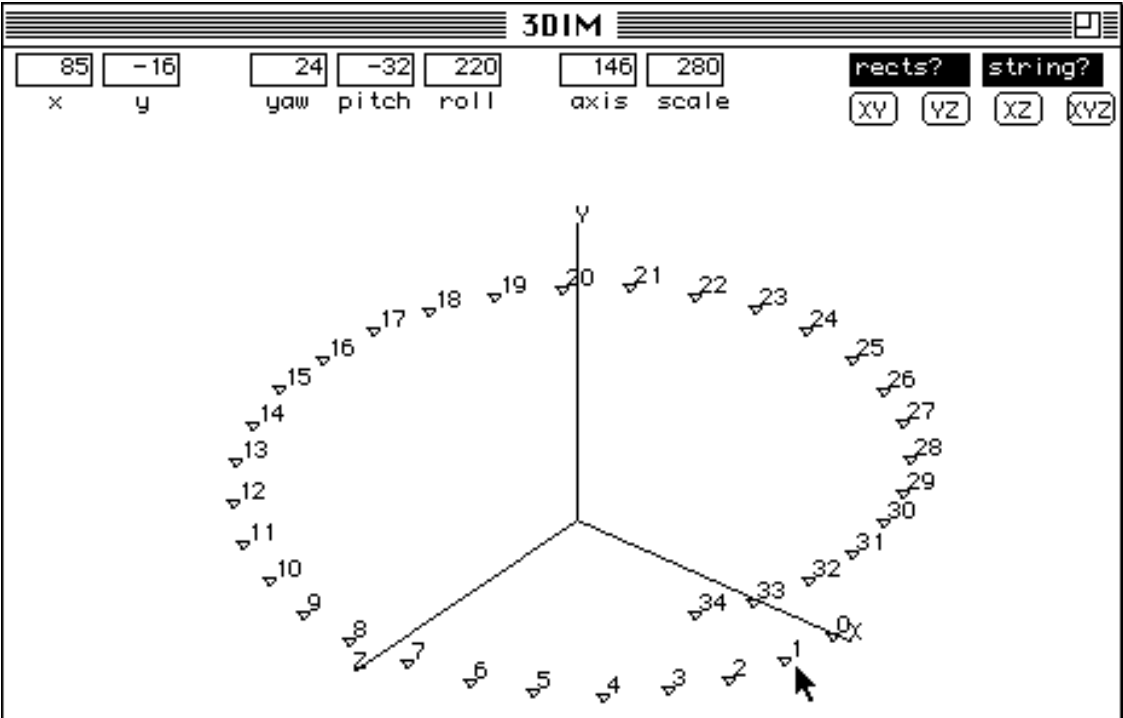 3DIM
85 -16 24 -32 220 146 280 rects? string?
x y yaw pitch roll axis scale XY YZ XZ XYZ
Y
20 21
19 22
18 23
17 24
16 25
15 26
14 27
13 28
12 29
11 30
10 31
9 32
8 34 33
Z 7 1 0 X
6 5 4 3 2